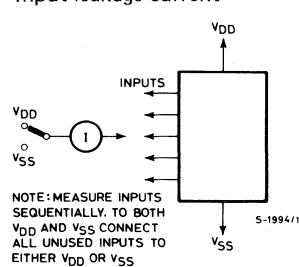 Input leakage current
VDD
INPUTS
VDD
I
VSS
NOTE: MEASURE INPUTS
SEQUENTIALLY. TO BOTH
VDD AND VSS CONNECT
ALL UNUSED INPUTS TO
EITHER VDD OR VSS
S-1994/1
VSS